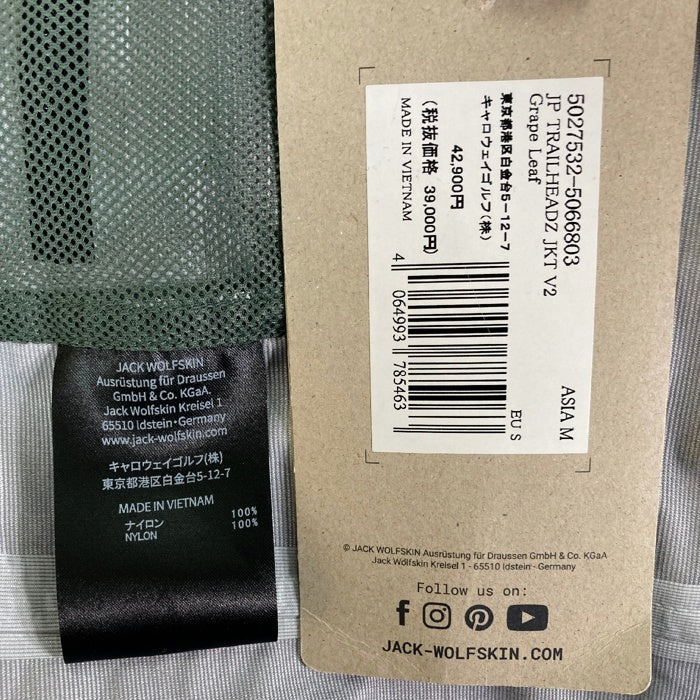 JACK WOLFSKIN
Ausrüstung für Draussen
GmbH & Co. KGaA.
Jack Wolfskin Kreisel 1
65510 Idstein · Germany
www.jack-wolfskin.com
キャロウェイゴルフ(株)
東京都港区白金台5-12-7
MADE IN VIETNAM
ナイロン 100%
NYLON 100%
5027532-5066803
JP TRAILHEADZ JKT V2
Grape Leaf
ASIA M
東京都港区白金台5-12-7
キャロウェイゴルフ(株)
42,900円
(税抜価格 39,000円)
MADE IN VIETNAM
EU S
4 064993 785463
© JACK WOLFSKIN Ausrüstung für Draussen GmbH & Co. KGaA
Jack Wolfskin Kreisel 1 - 65510 Idstein - Germany
Follow us on:
JACK-WOLFSKIN.COM